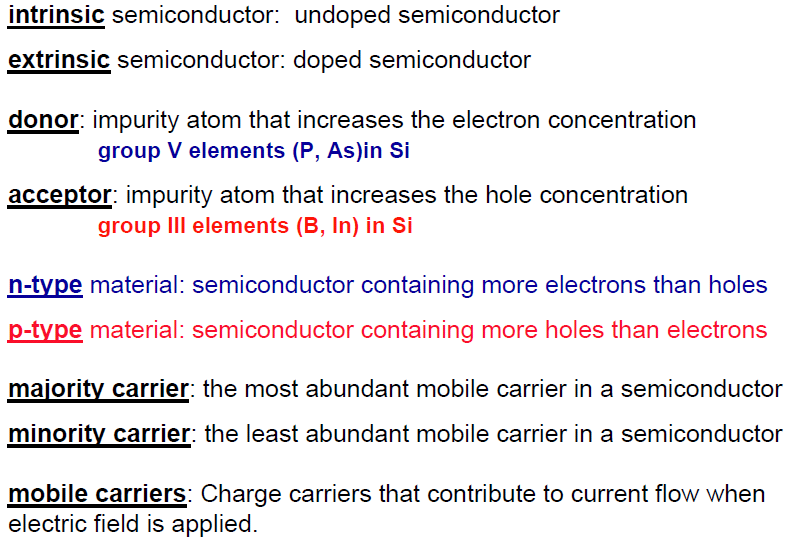 intrinsic semiconductor: undoped semiconductor
extrinsic semiconductor: doped semiconductor
donor: impurity atom that increases the electron concentration
group V elements (P, As)in Si
acceptor: impurity atom that increases the hole concentration
group III elements (B, In) in Si
n-type material: semiconductor containing more electrons than holes
p-type material: semiconductor containing more holes than electrons
majority carrier: the most abundant mobile carrier in a semiconductor
minority carrier: the least abundant mobile carrier in a semiconductor
mobile carriers: Charge carriers that contribute to current flow when
electric field is applied.